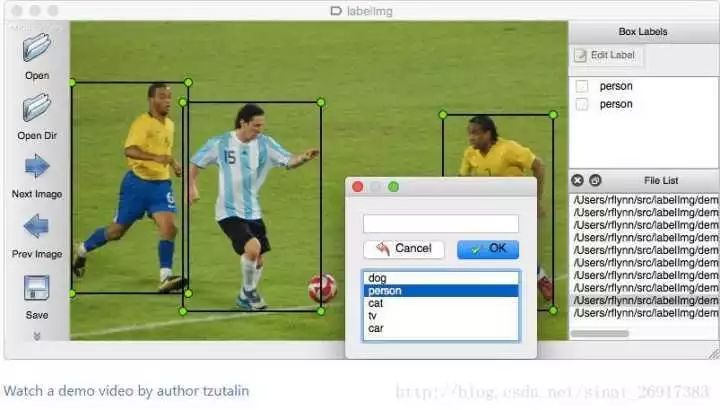 labelImg
Open
Open Dir
Next Image
Prev Image
Save
15
6
Box Labels
Edit Label
person
person
File List
/Users/rflynn/src/labelImg/dem
/Users/rflynn/src/labelImg/dem
/Users/rflynn/src/labelImg/dem
/Users/rflynn/src/labelImg/dem
/Users/rflynn/src/labelImg/dem
/Users/rflynn/src/labelImg/dem
/Users/rflynn/src/labelImg/dem
/Users/rflynn/src/labelImg/dem
/Users/rflynn/src/labelImg/dem
/Users/rflynn/src/labelImg/dem
Cancel
OK
dog
person
cat
tv
car
Watch a demo video by author tzutalin
http://blog.csdn.net/sinat_26917383